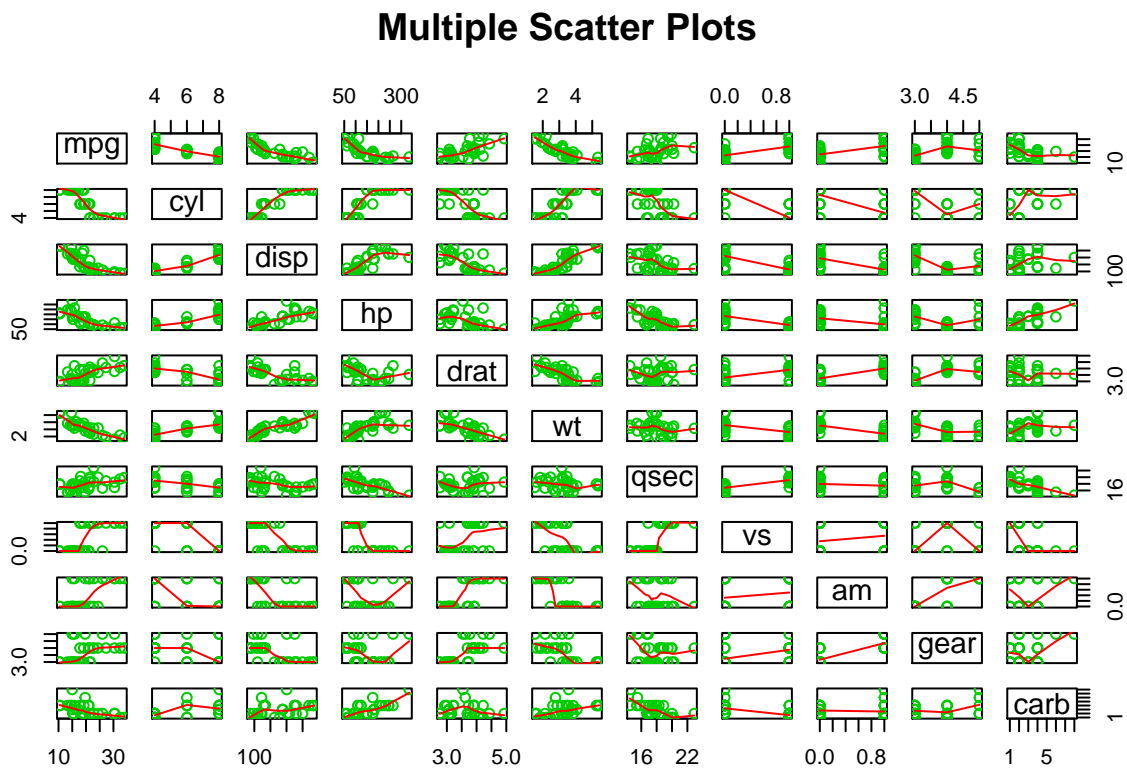 Multiple Scatter Plots
4 6 8 50 300 2 4 0.0 0.8 3.0 4.5
mpg 10
4 cyl
disp 100
50 hp
drat 3.0
2 wt
qsec 16
0.0 vs
am 0.0
3.0 gear
carb 1
10 30 100 3.0 5.0 16 22 0.0 0.8 1 5